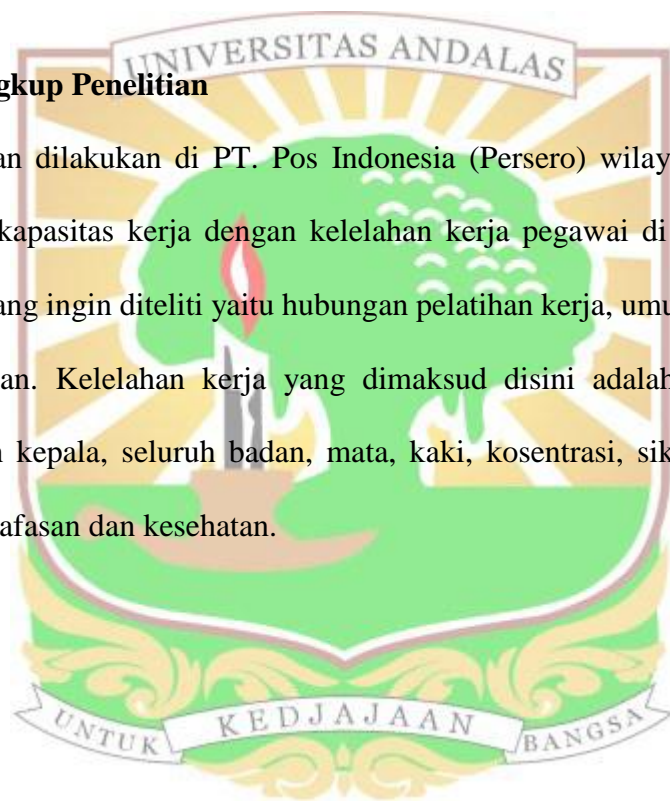 UNIVERSITAS ANDALAS
gkup Penelitian
an dilakukan di PT. Pos Indonesia (Persero) wilay
kapasitas kerja dengan kelelahan kerja pegawai di
ang ingin diteliti yaitu hubungan pelatihan kerja, umu
an. Kelelahan kerja yang dimaksud disini adalah
kepala, seluruh badan, mata, kaki, kosentrasi, sik
afasan dan kesehatan.
UNTUK KEDJAJAAN BANGSA